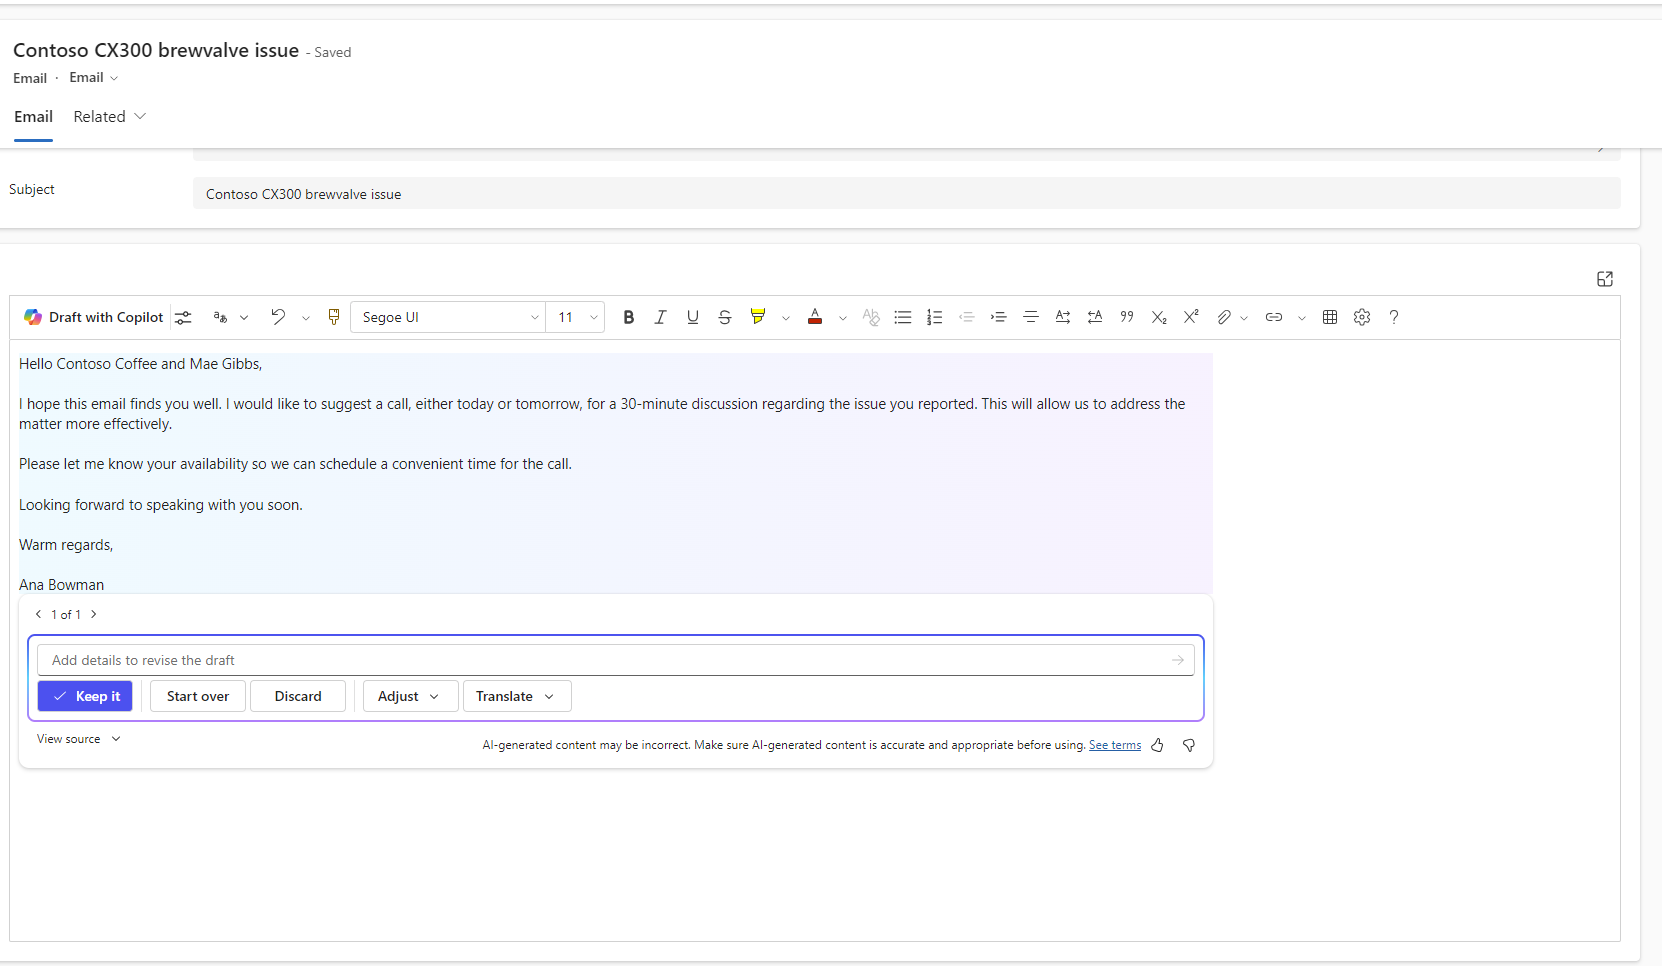 Contoso CX300 brewvalve issue - Saved
Email · Email
Email Related
Subject Contoso CX300 brewvalve issue
Draft with Copilot Segoe UI 11 B I U S A X₂ X² ?
Hello Contoso Coffee and Mae Gibbs,
I hope this email finds you well. I would like to suggest a call, either today or tomorrow, for a 30-minute discussion regarding the issue you reported. This will allow us to address the
matter more effectively.
Please let me know your availability so we can schedule a convenient time for the call.
Looking forward to speaking with you soon.
Warm regards,
Ana Bowman
1 of 1
Add details to revise the draft
Keep it Start over Discard Adjust Translate
View source
AI-generated content may be incorrect. Make sure AI-generated content is accurate and appropriate before using. See terms